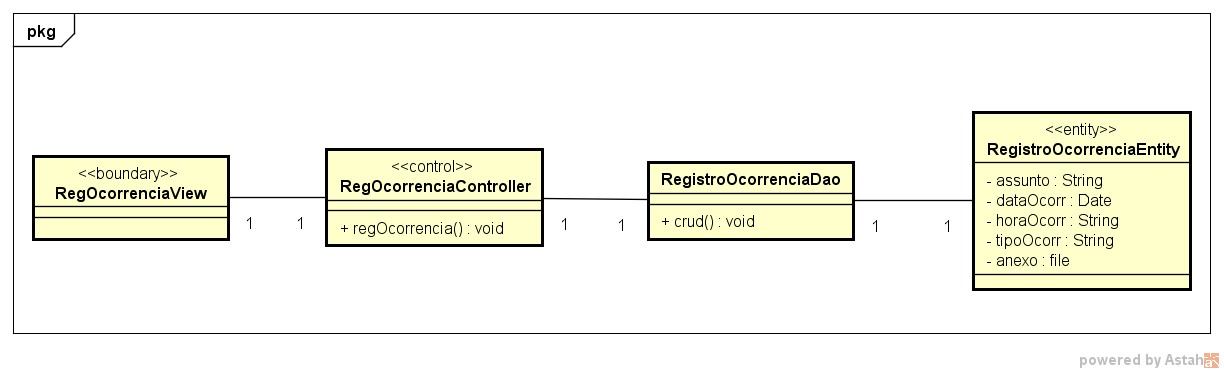 pkg
<<boundary>>
RegOcorrenciaView
1
1
<<control>>
RegOcorrenciaController
+ regOcorrencia() : void
1
1
RegistroOcorrenciaDao
+ crud() : void
1
1
<<entity>>
RegistroOcorrenciaEntity
- assunto : String
- dataOcorr : Date
- horaOcorr : String
- tipoOcorr : String
- anexo : file
powered by Astah